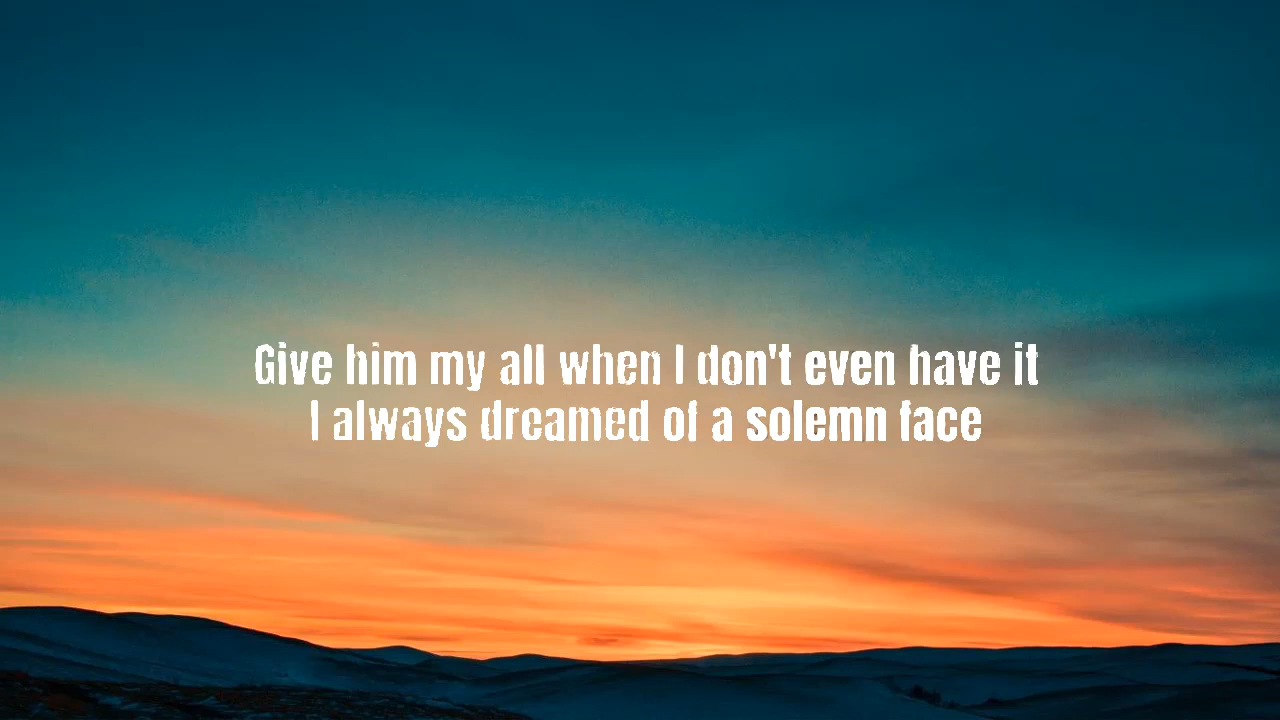 Give him my all when I don't even have it
I always dreamed of a solemn face